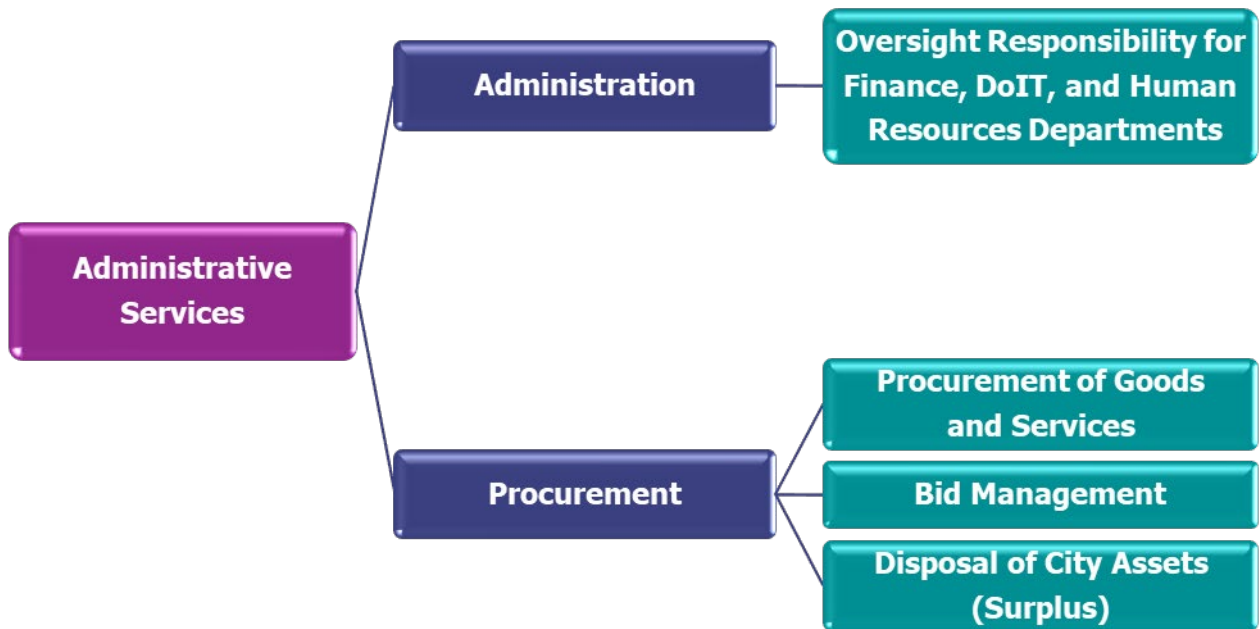 Administrative
Services
Administration
Oversight Responsibility for
Finance, DoIT, and Human
Resources Departments
Procurement
Procurement of Goods
and Services
Bid Management
Disposal of City Assets
(Surplus)